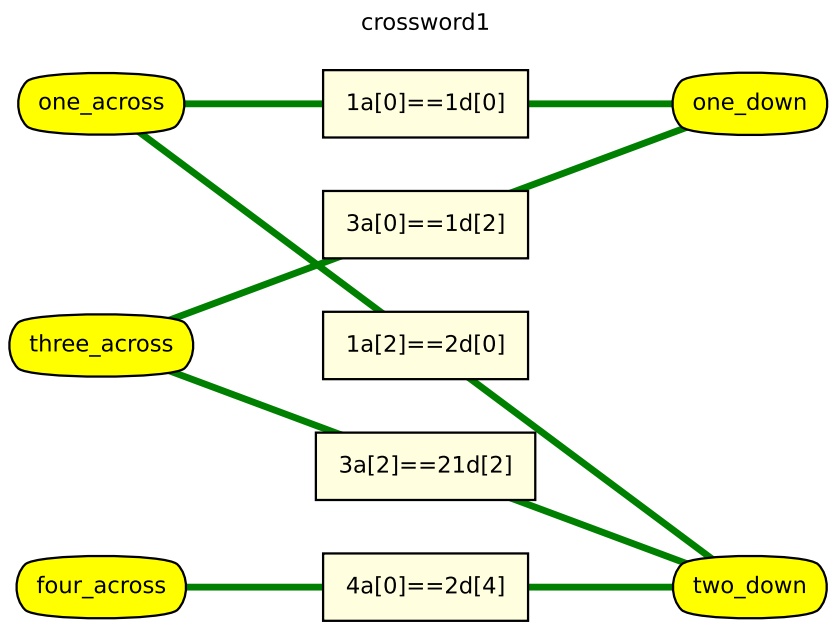 crossword1
one_across
1a[0]==1d[0]
one_down
3a[0]==1d[2]
three_across
1a[2]==2d[0]
3a[2]==21d[2]
four_across
4a[0]==2d[4]
two_down